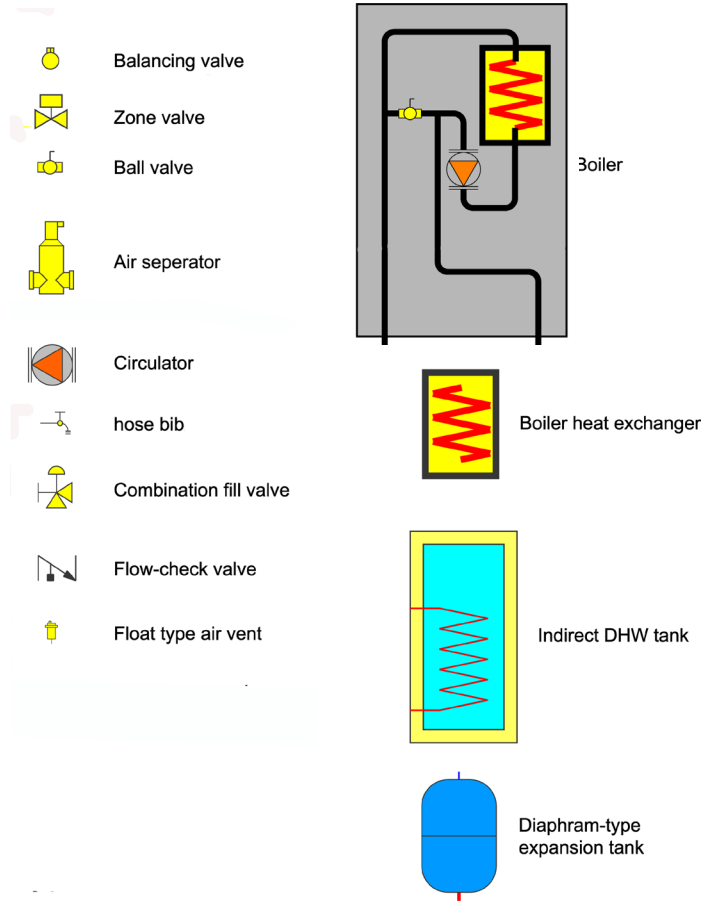 Balancing valve
Zone valve
Ball valve
Air seperator
Circulator
hose bib
Combination fill valve
Flow-check valve
Float type air vent
Boiler
Boiler heat exchanger
Indirect DHW tank
Diaphram-type
expansion tank